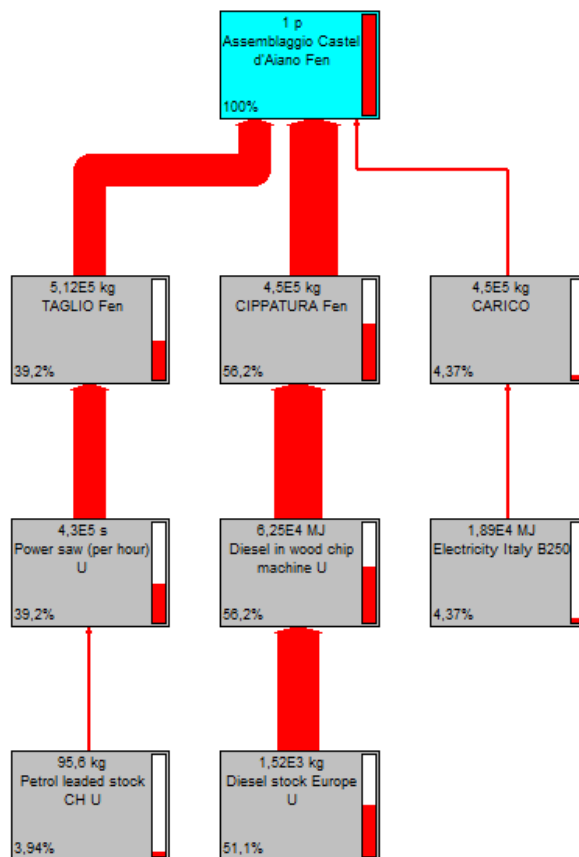 1 p
Assemblaggio Castel
d'Aiano Fen
100%
5,12E5 kg
TAGLIO Fen
39,2%
4,5E5 kg
CIPPATURA Fen
56,2%
4,5E5 kg
CARICO
4,37%
4,3E5 s
Power saw (per hour)
U
39,2%
6,25E4 MJ
Diesel in wood chip
machine U
56,2%
1,89E4 MJ
Electricity Italy B250
4,37%
95,6 kg
Petrol leaded stock
CH U
3,94%
1,52E3 kg
Diesel stock Europe
U
51,1%